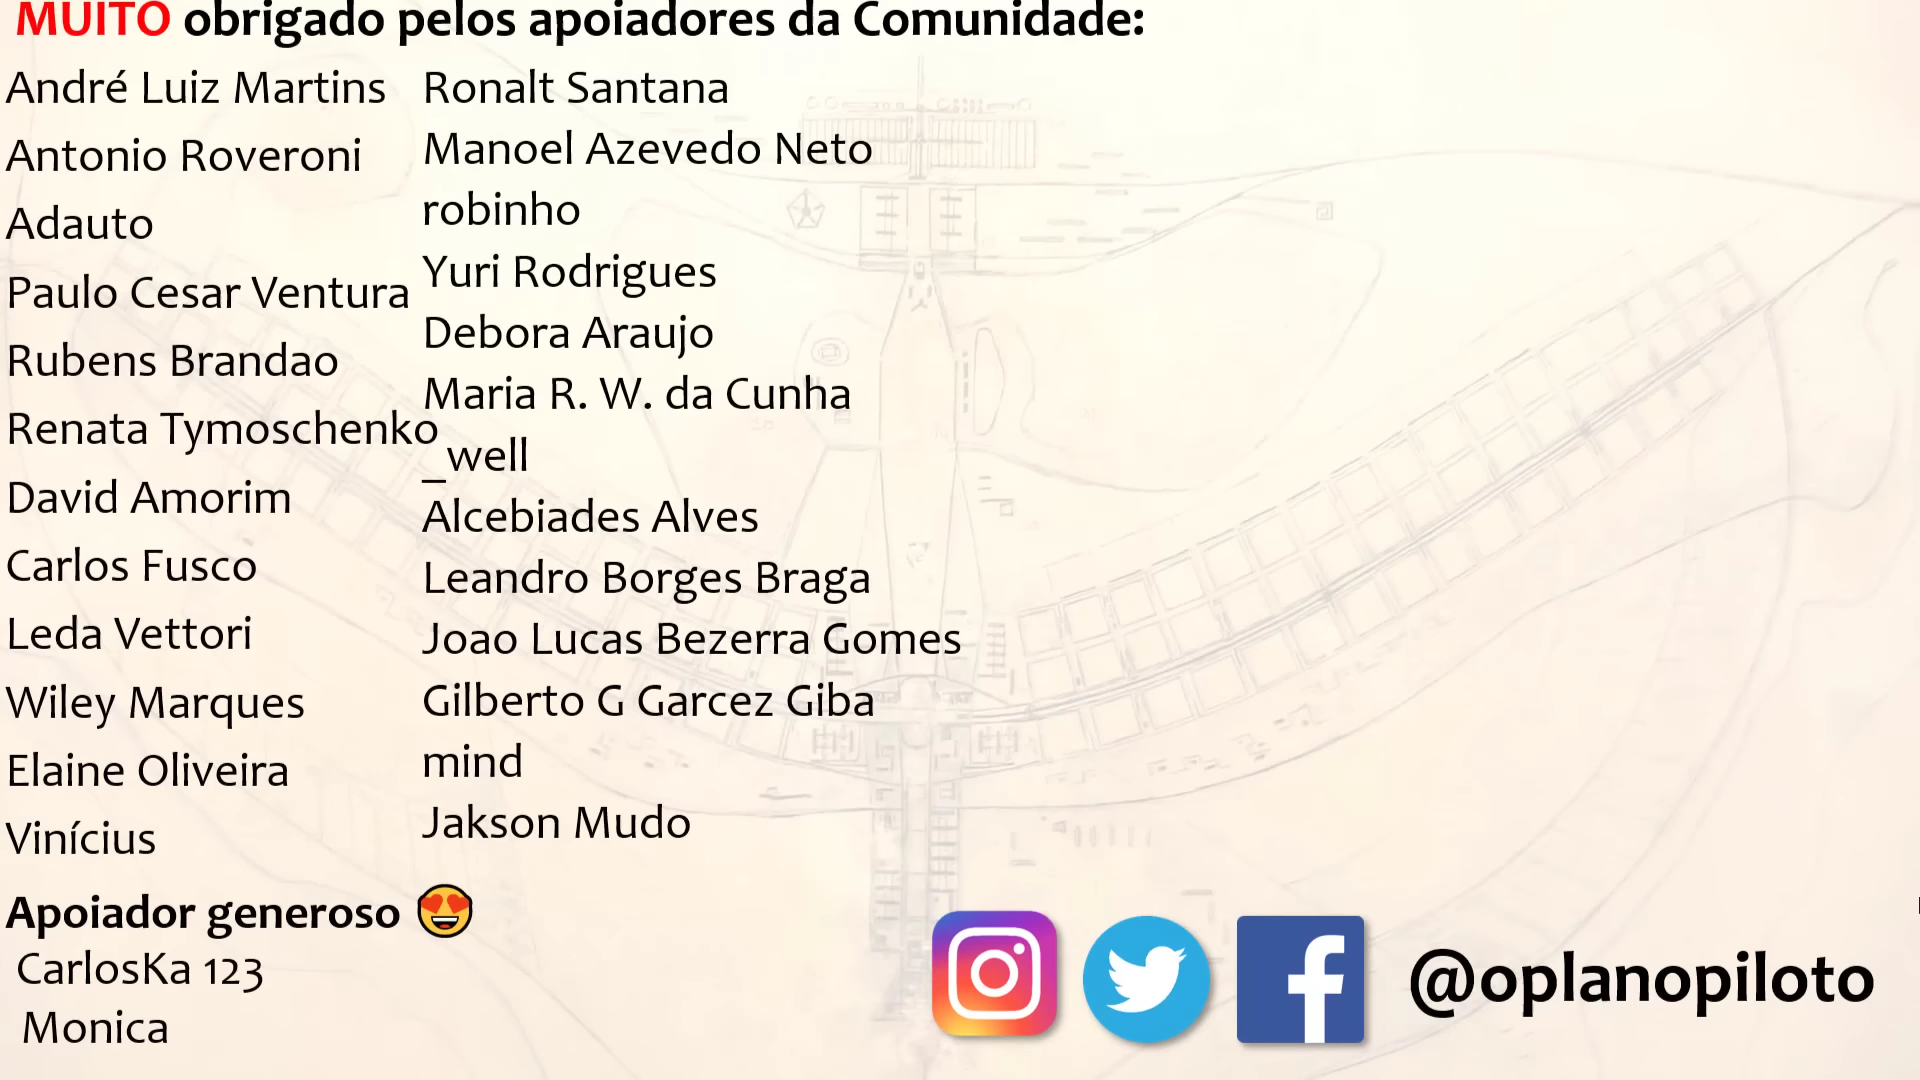 MUITO obrigado pelos apoiadores da Comunidade:
André Luiz Martins
Antonio Roveroni
Adauto
Paulo Cesar Ventura
Rubens Brandao
Renata Tymoschenko
David Amorim
Carlos Fusco
Leda Vettori
Wiley Marques
Elaine Oliveira
Vinícius
Ronalt Santana
Manoel Azevedo Neto
robinho
Yuri Rodrigues
Debora Araujo
Maria R. W. da Cunha
_well
Alcebiades Alves
Leandro Borges Braga
Joao Lucas Bezerra Gomes
Gilberto G Garcez Giba
mind
Jakson Mudo
Apoiador generoso 😍
CarlosKa 123
Monica
@oplanopiloto